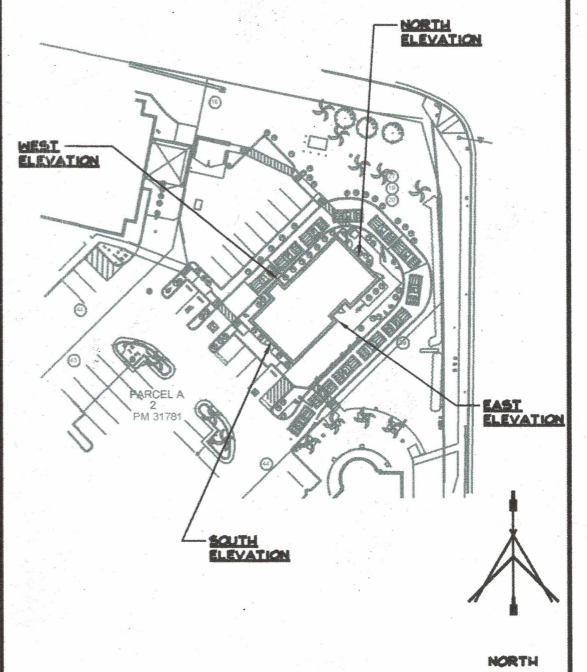 NORTH
ELEVATION
WEST
ELEVATION
PARCEL A
2
PM 31781
EAST
ELEVATION
SOUTH
ELEVATION
NORTH